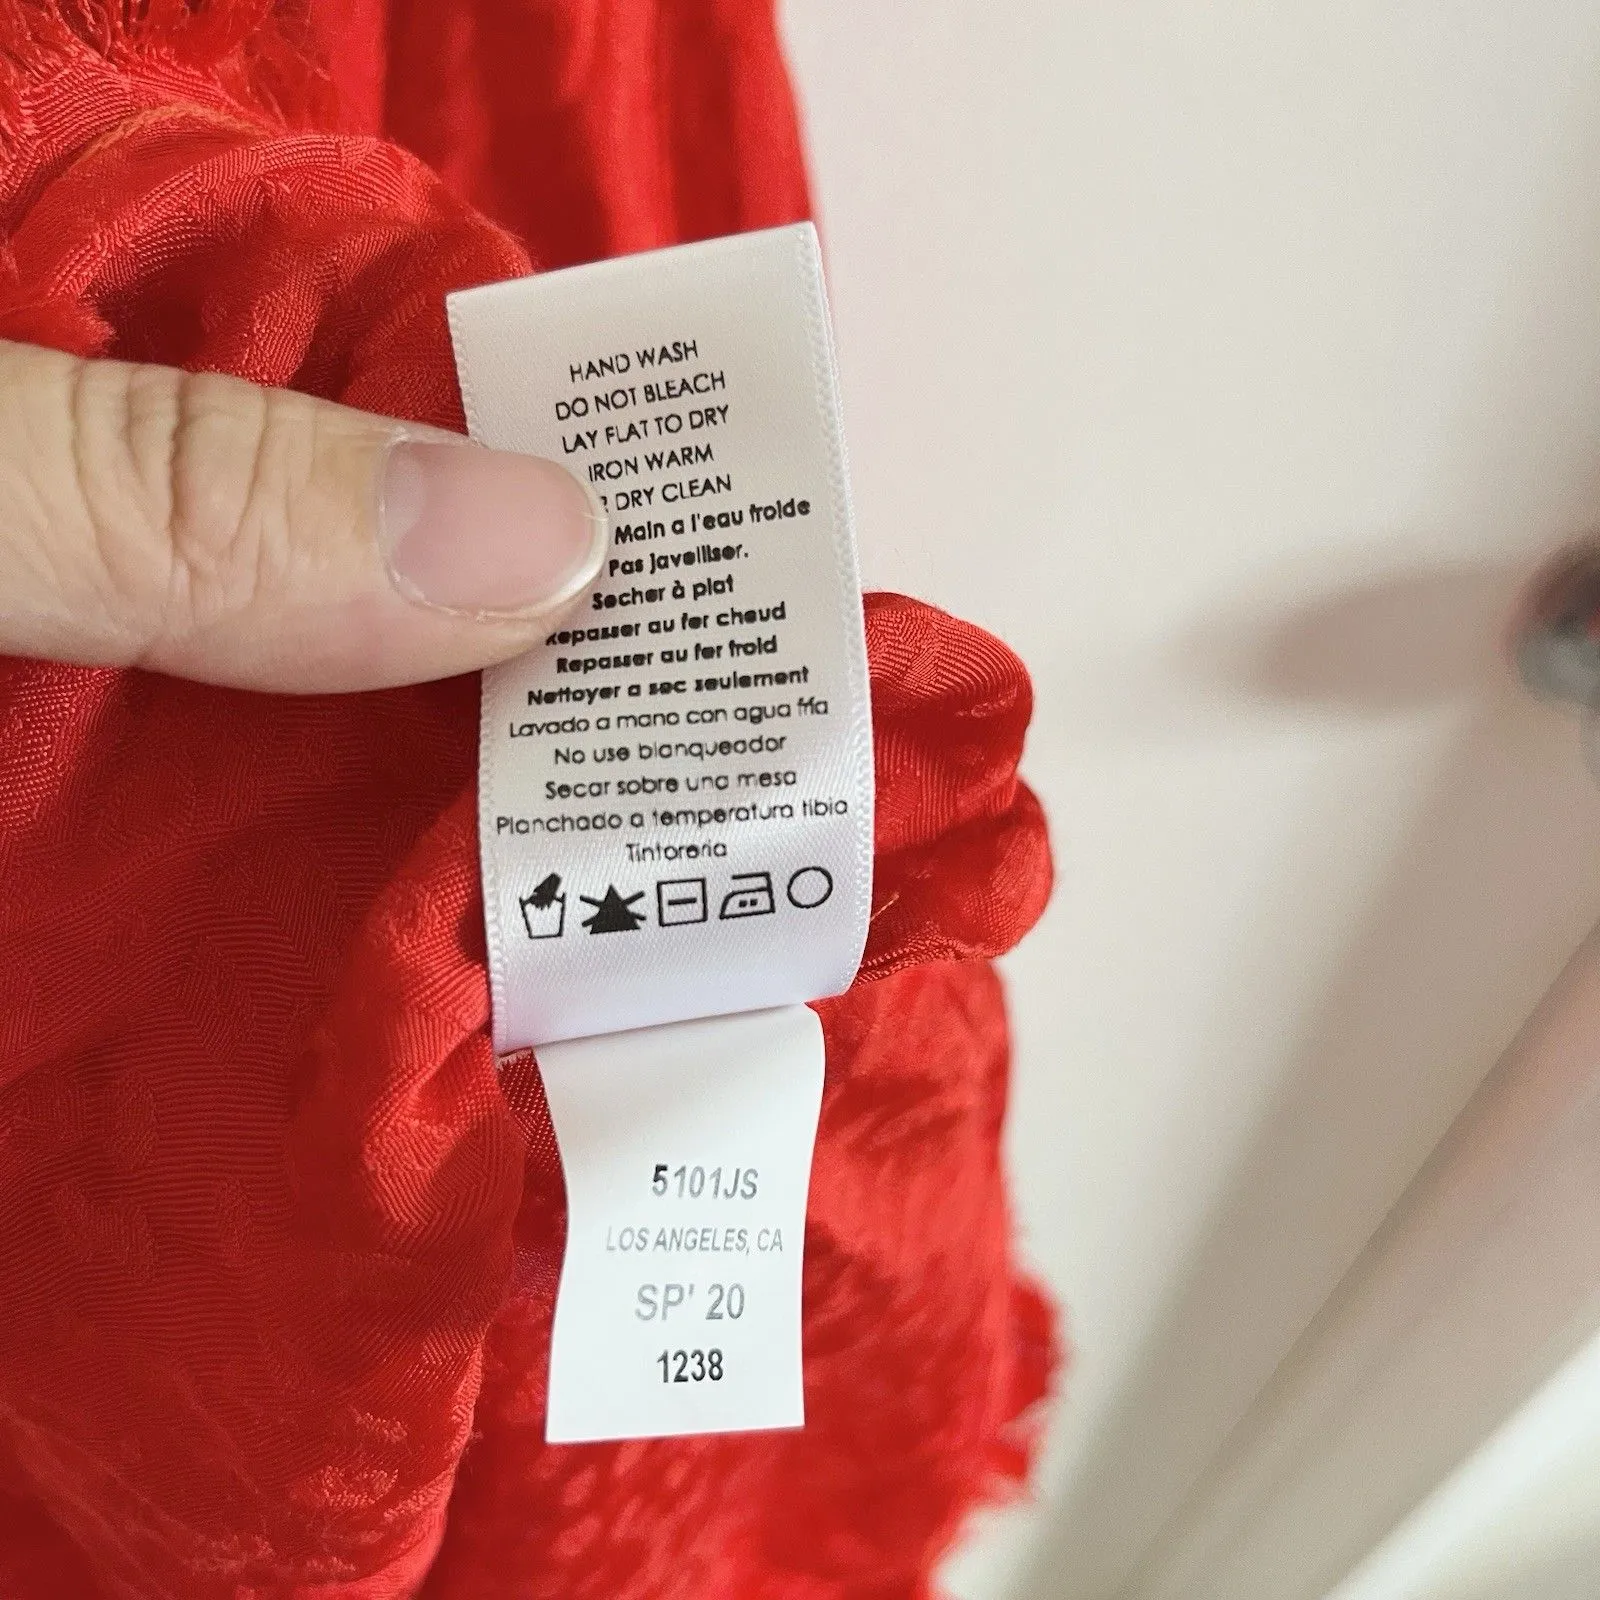 HAND WASH
DO NOT BLEACH
LAY FLAT TO DRY
IRON WARM
DRY CLEAN
Main a l'eau froide
Pas javelliser.
Secher à plat
Repasser au fer chaud
Repasser au fer froid
Nettoyer a sec seulement
Lavado a mano con agua fría
No use blanqueador
Secar sobre una mesa
Planchado a temperatura tibia
Tintoreria
5101JS
LOS ANGELES, CA
SP' 20
1238